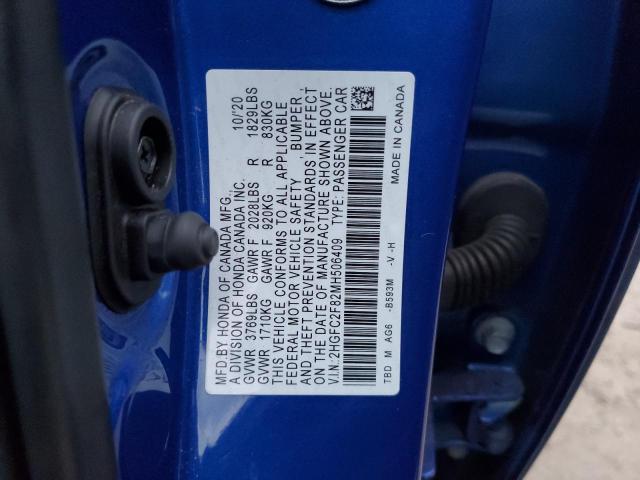 MFD.BY HONDA OF CANADA MFG. 10/'20
A DIVISION OF HONDA CANADA INC.
GVWR 3769LBS GAWR F 2028LBS R 1829LBS
GVWR 1710KG GAWR F 920KG R 830KG
THIS VEHICLE CONFORMS TO ALL APPLICABLE
FEDERAL MOTOR VEHICLE SAFETY , BUMPER ,
AND THEFT PREVENTION STANDARDS IN EFFECT
ON THE DATE OF MANUFACTURE SHOWN ABOVE.
V.I.N.:2HGFC2F82MH506409 TYPE: PASSENGER CAR
TBD M AG6 -B593M -V -H MADE IN CANADA